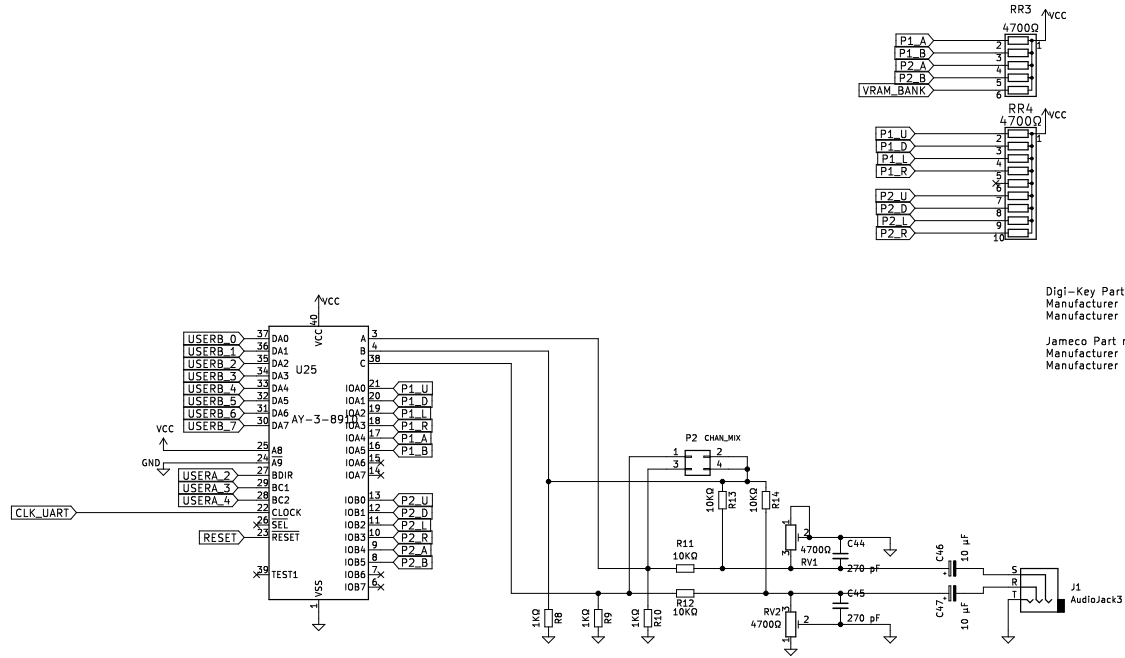 RR3
VCC
4700Ω
P1_A
P1_B
P2_A
P2_B
VRAM_BANK
1
2
3
4
5
6
RR4
VCC
4700Ω
P1_U
P1_D
P1_L
P1_R
P2_U
P2_D
P2_L
P2_R
1
2
3
4
5
6
7
8
9
10
Digi-Key Part
Manufacturer
Manufacturer
Jameco Part
Manufacturer
Manufacturer
VCC
40
VCC
USERB_0 37 DA0
USERB_1 36 DA1
USERB_2 35 DA2
USERB_3 34 DA3
USERB_4 33 DA4
USERB_5 32 DA5
USERB_6 31 DA6
USERB_7 30 DA7
VCC 25 A8
GND 24 A9
USERA_2 27 BDIR
USERA_3 29 BC1
USERA_4 28 BC2
CLK_UART 22 CLOCK
26 SEL
RESET 23 RESET
39 TEST1
U25
AY-3-8910
A 3
B 4
C 38
IOA0 21 P1_U
IOA1 20 P1_D
IOA2 19 P1_L
IOA3 18 P1_R
IOA4 17 P1_A
IOA5 16 P1_B
IOA6 15
IOA7 14
IOB0 13 P2_U
IOB1 12 P2_D
IOB2 11 P2_L
IOB3 10 P2_R
IOB4 9 P2_A
IOB5 8 P2_B
IOB6 7
IOB7 6
VSS
1
P2 CHAN_MIX
1 2
3 4
10KΩ
R13
10KΩ
R14
R11
10KΩ
R12
10KΩ
1KΩ
R8
1KΩ
R9
1KΩ
R10
1
2
3
4700Ω
RV1
C44
270 pF
3
2
1
RV2
4700Ω
C45
270 pF
C46
10 µF
C47
10 µF
S
R
T
J1
AudioJack3